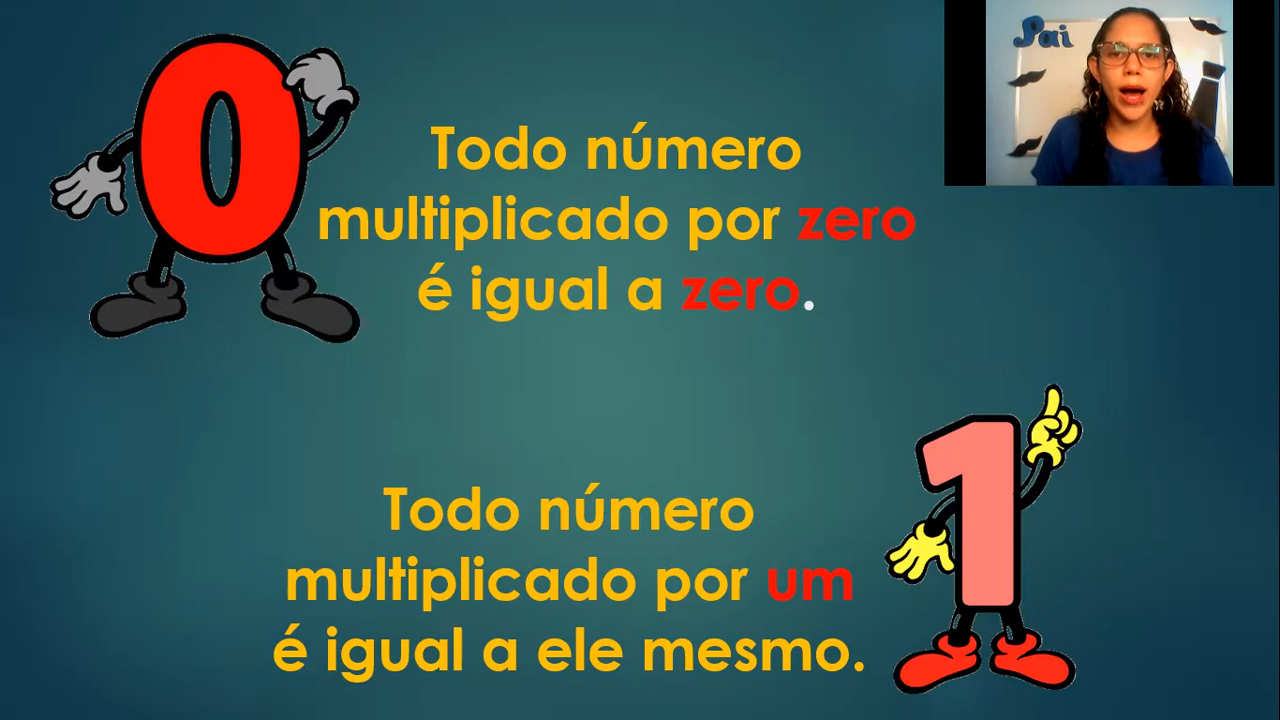 0
Todo número
multiplicado por zero
é igual a zero.
Pai
1
Todo número
multiplicado por um
é igual a ele mesmo.